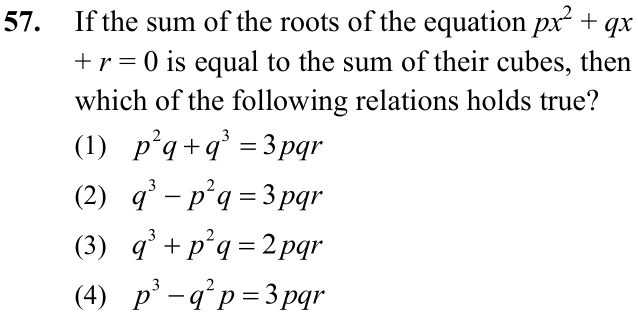 57. If the sum of the roots of the equation px² + qx
+ r = 0 is equal to the sum of their cubes, then
which of the following relations holds true?
(1) p²q + q³ = 3pqr
(2) q³ − p²q = 3pqr
(3) q³ + p²q = 2pqr
(4) p³ − q²p = 3pqr